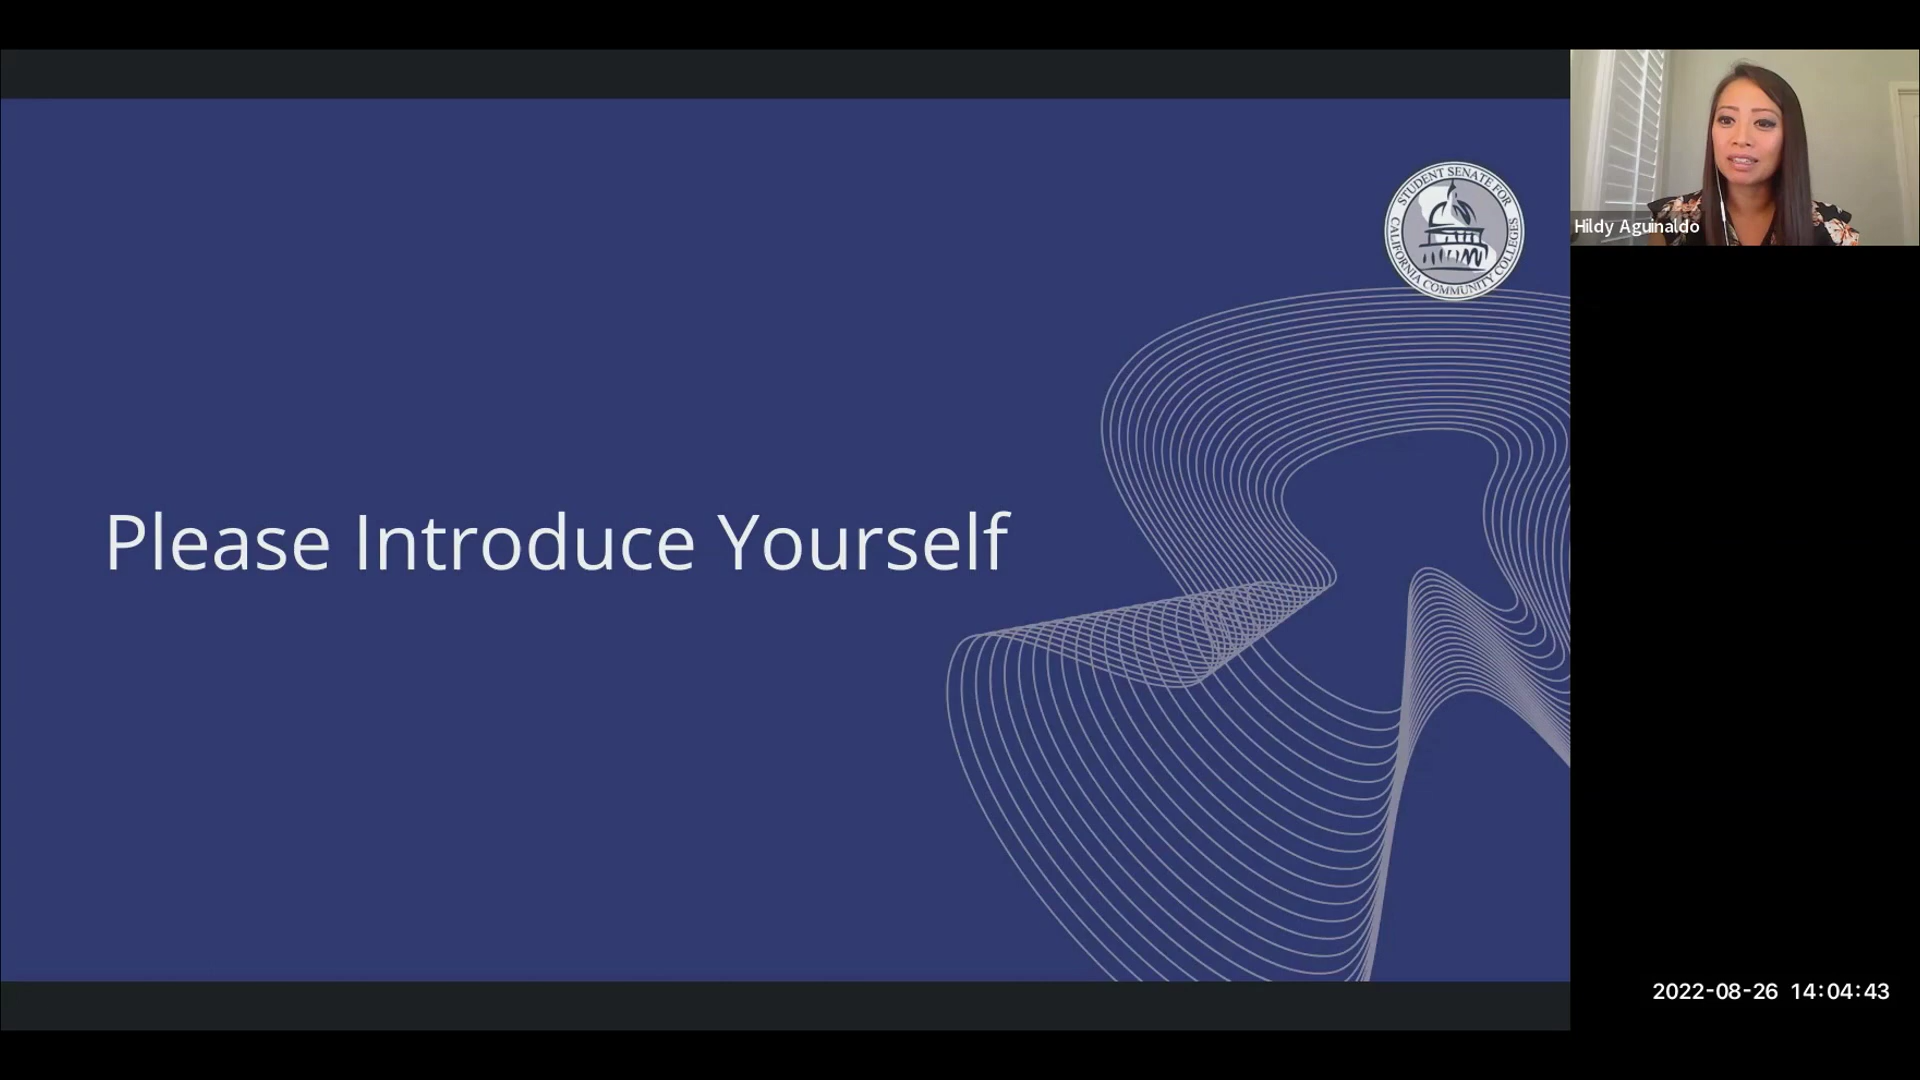 STUDENT SENATE FOR
CALIFORNIA COMMUNITY COLLEGES
Hildy Aguinaldo
Please Introduce Yourself
2022-08-26 14:04:43